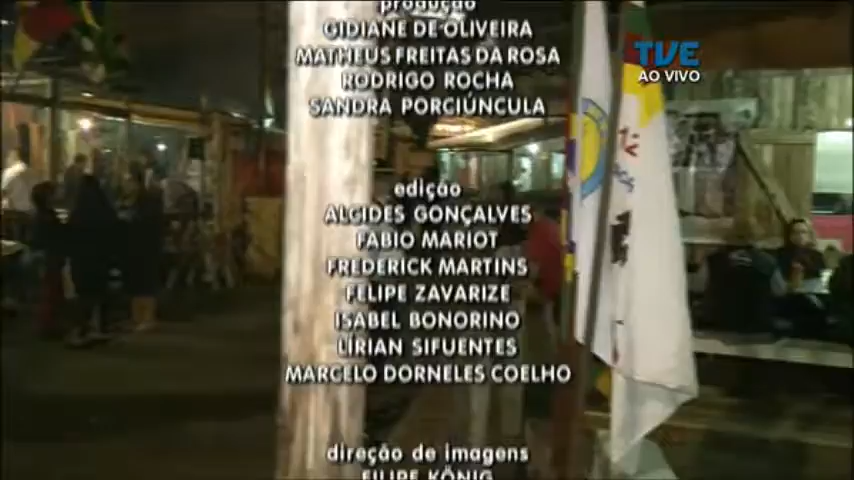 produção
GIDIANE DE OLIVEIRA
MATHEUS FREITAS DA ROSA
RODRIGO ROCHA
SANDRA PORCIÚNCULA
TVE
AO VIVO
edição
ALCIDES GONÇALVES
FABIO MARIOT
FREDERICK MARTINS
FELIPE ZAVARIZE
ISABEL BONORINO
LÍRIAN SIFUENTES
MARCELO DORNELES COELHO
direção de imagens
FILIPE KÖNIG